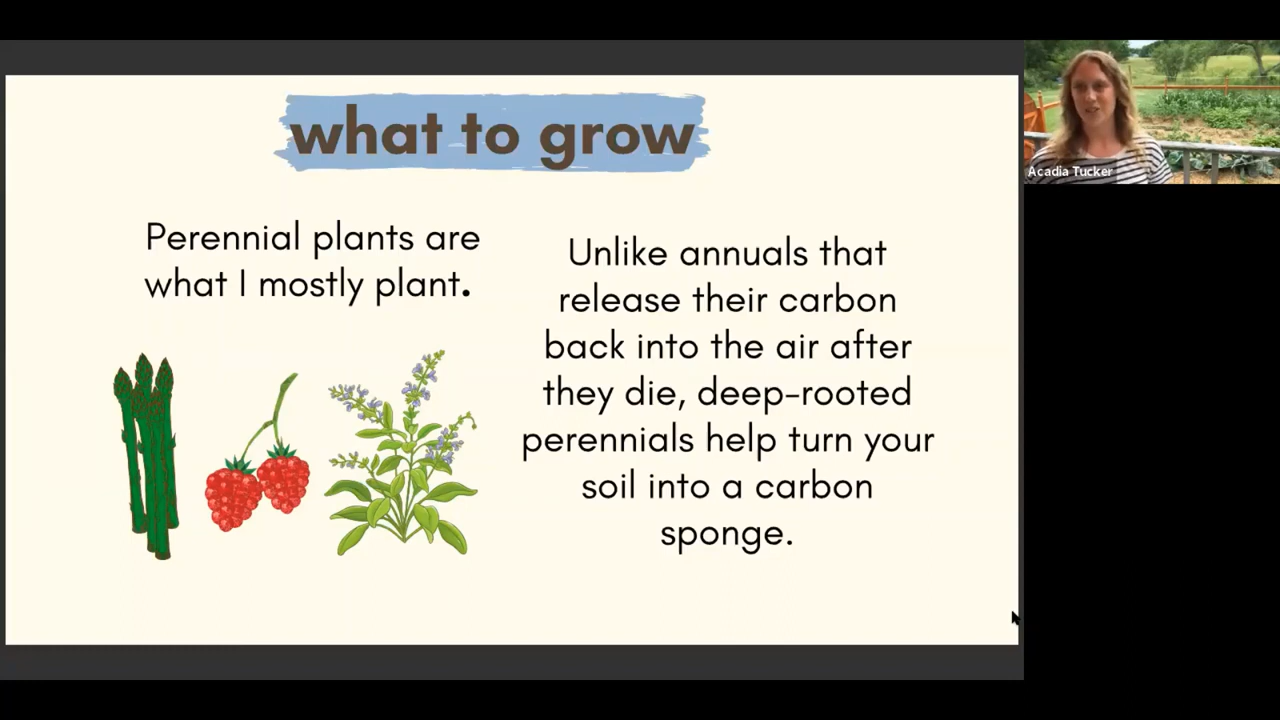 what to grow
Perennial plants are
what I mostly plant.
Unlike annuals that
release their carbon
back into the air after
they die, deep-rooted
perennials help turn your
soil into a carbon
sponge.
Acadia Tucker